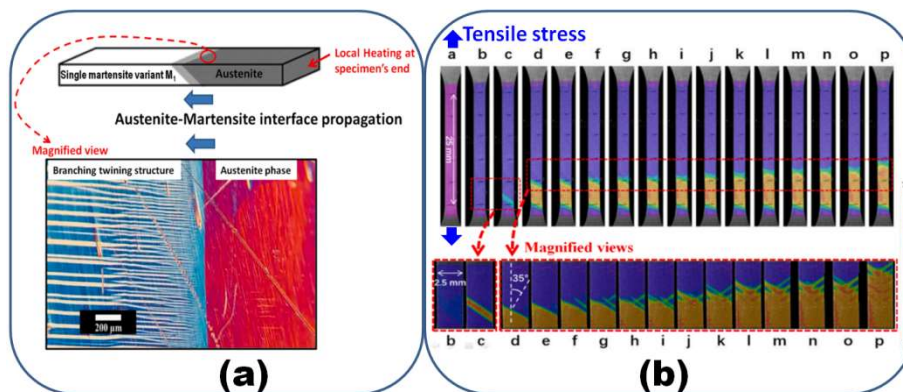 Local Heating at
specimen's end
Single martensite variant M1
Austenite
Austenite-Martensite interface propagation
Magnified view
Branching twining structure
Austenite phase
200 µm
(a)
Tensile stress
a b c d e f g h i j k l m n o p
25 mm
Magnified views
2.5 mm
35°
b c d e f g h i j k l m n o p
(b)